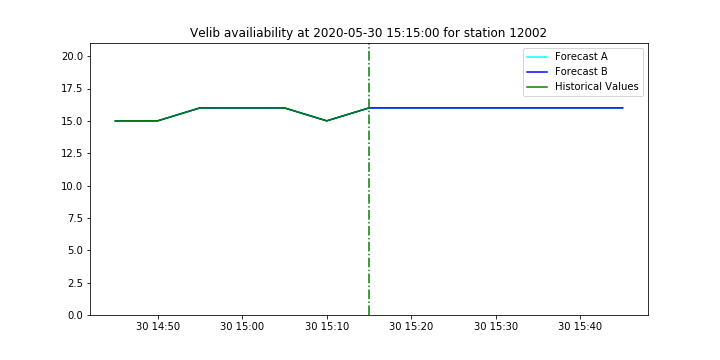 Velib availiability at 2020-05-30 15:15:00 for station 12002
Forecast A
Forecast B
Historical Values
20.0
17.5
15.0
12.5
10.0
7.5
5.0
2.5
0.0
30 14:50 30 15:00 30 15:10 30 15:20 30 15:30 30 15:40